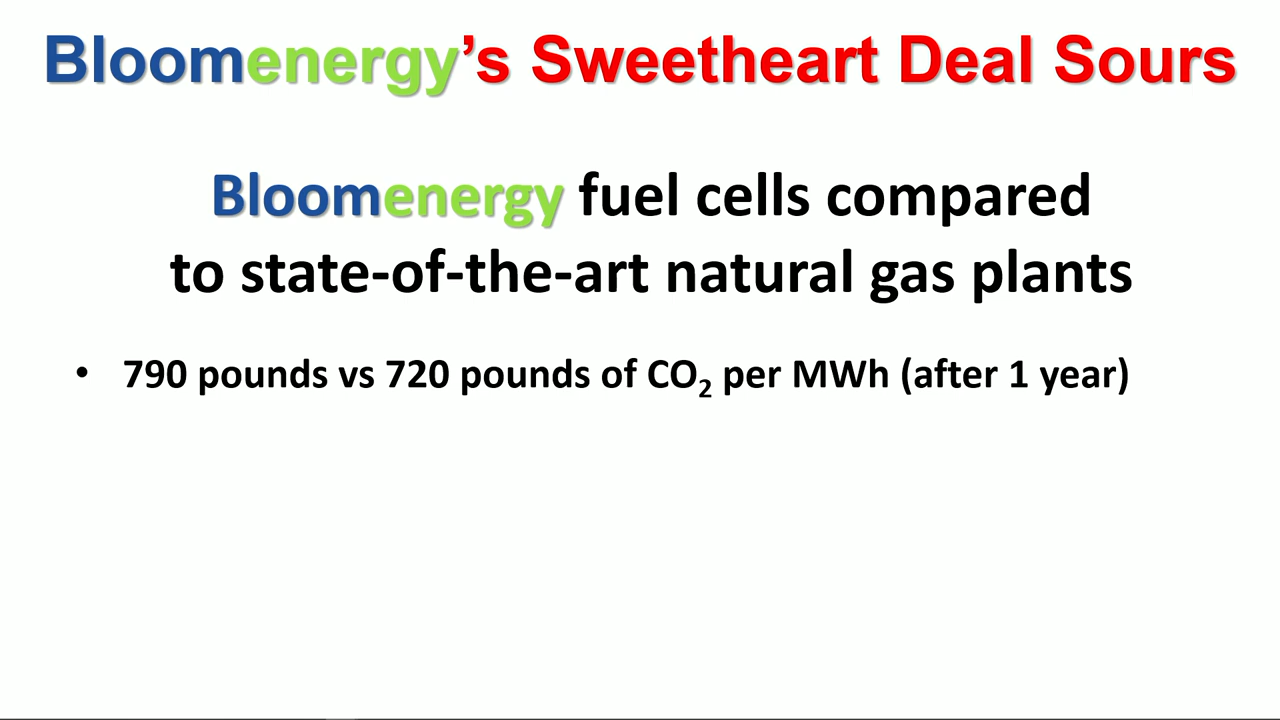 Bloomenergy’s Sweetheart Deal Sours
Bloomenergy fuel cells compared
to state-of-the-art natural gas plants
• 790 pounds vs 720 pounds of CO₂ per MWh (after 1 year)